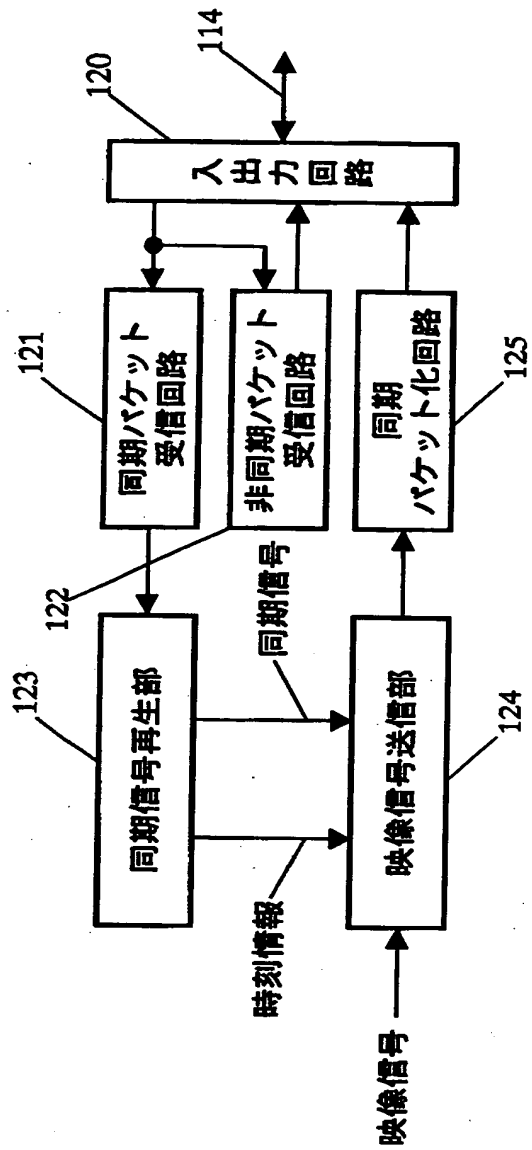 114
120
入出力回路
121
同期パケット
受信回路
122
非同期パケット
受信回路
同期
パケット化回路
125
123
同期信号再生部
同期信号
時刻情報
映像信号送信部
124
映像信号